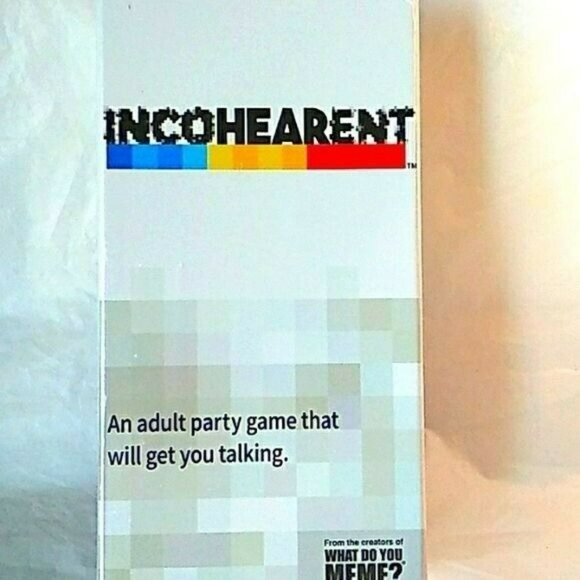 INCOHEARENT
TM
An adult party game that
will get you talking.
From the creators of
WHAT DO YOU
MEME?